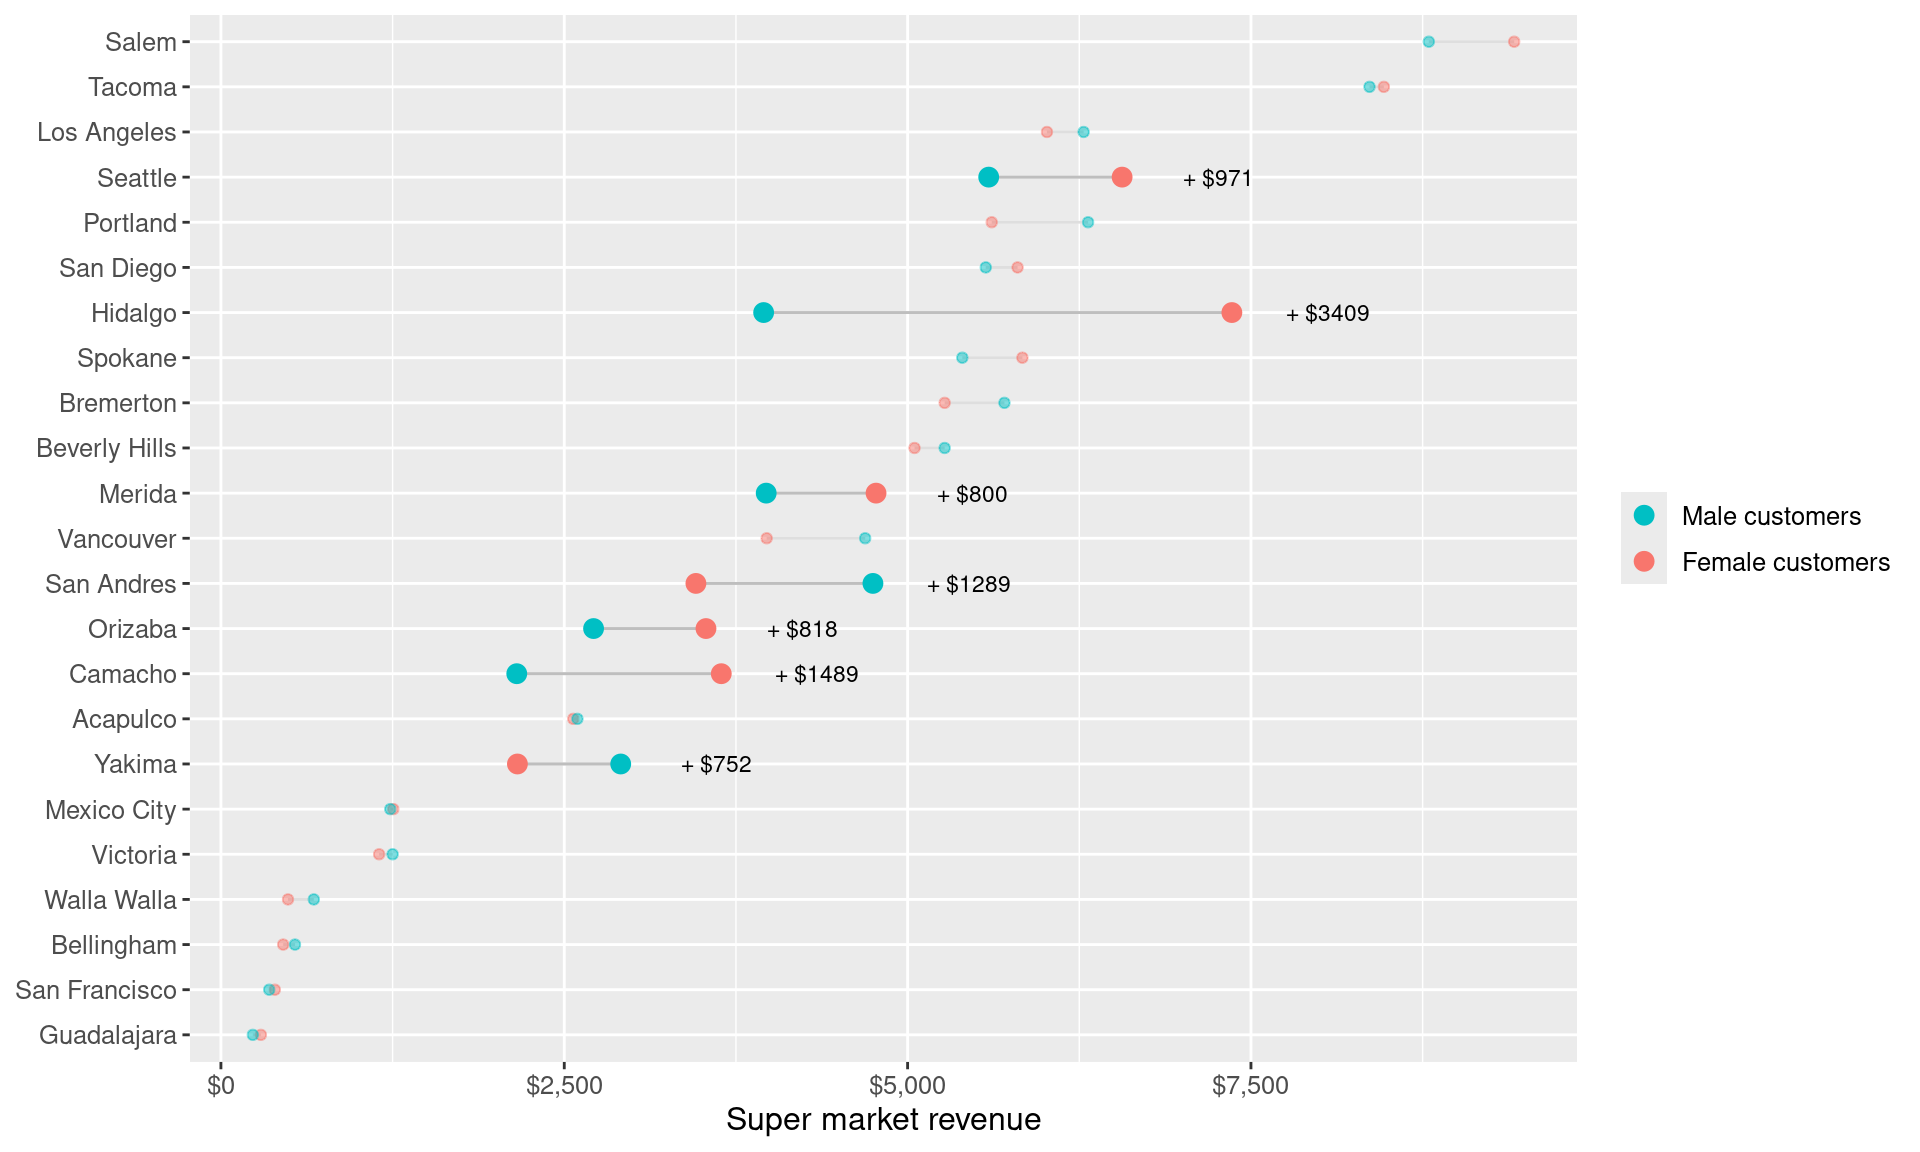 Salem
Tacoma
Los Angeles
Seattle
+ $971
Portland
San Diego
Hidalgo
+ $3409
Spokane
Bremerton
Beverly Hills
Merida
+ $800
Vancouver
San Andres
+ $1289
Orizaba
+ $818
Camacho
+ $1489
Acapulco
Yakima
+ $752
Mexico City
Victoria
Walla Walla
Bellingham
San Francisco
Guadalajara
$0
$2,500
$5,000
$7,500
Super market revenue
Male customers
Female customers